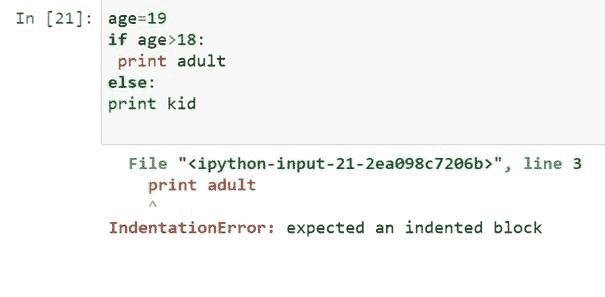 In [21]: age=19
if age>18:
 print adult
else:
print kid
File "<ipython-input-21-2ea098c7206b>", line 3
print adult
^
IndentationError: expected an indented block